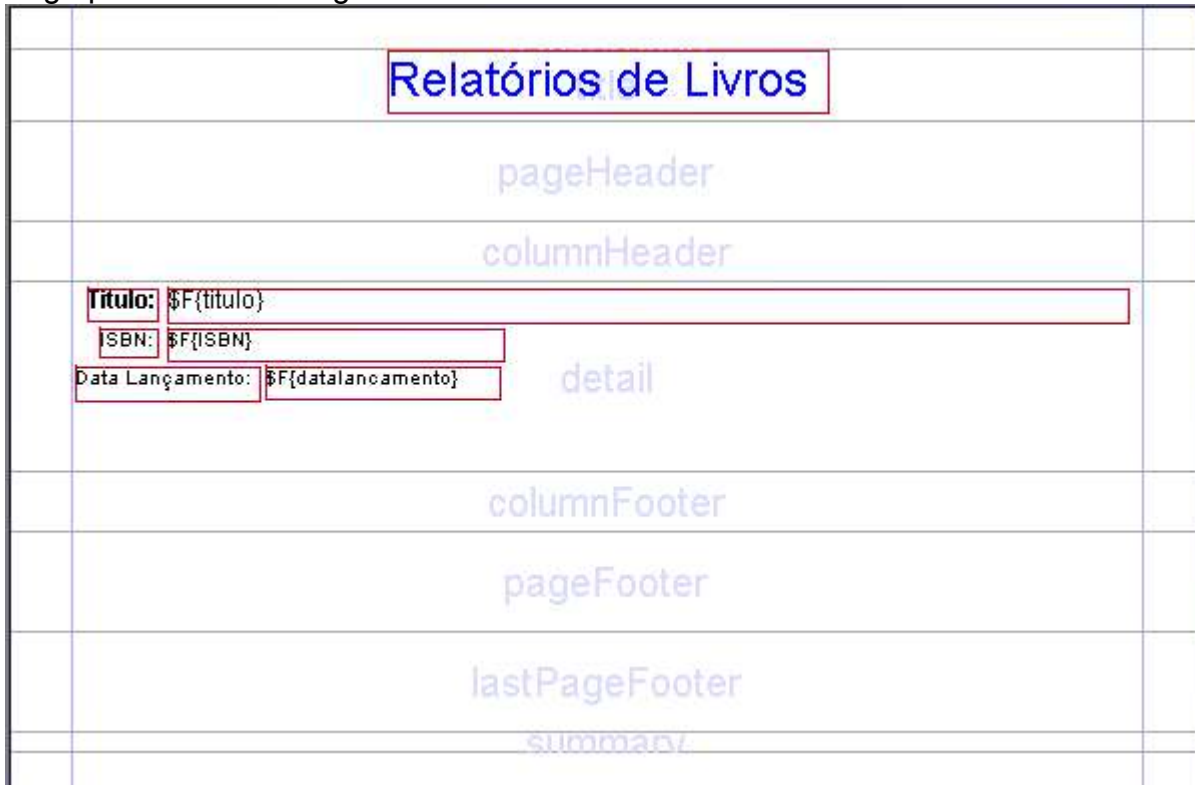 Relatórios de Livros
pageHeader
columnHeader
Titulo: $F{titulo}
ISBN: $F{ISBN}
Data Lançamento: $F{datalancamento}
detail
columnFooter
pageFooter
lastPageFooter
summary